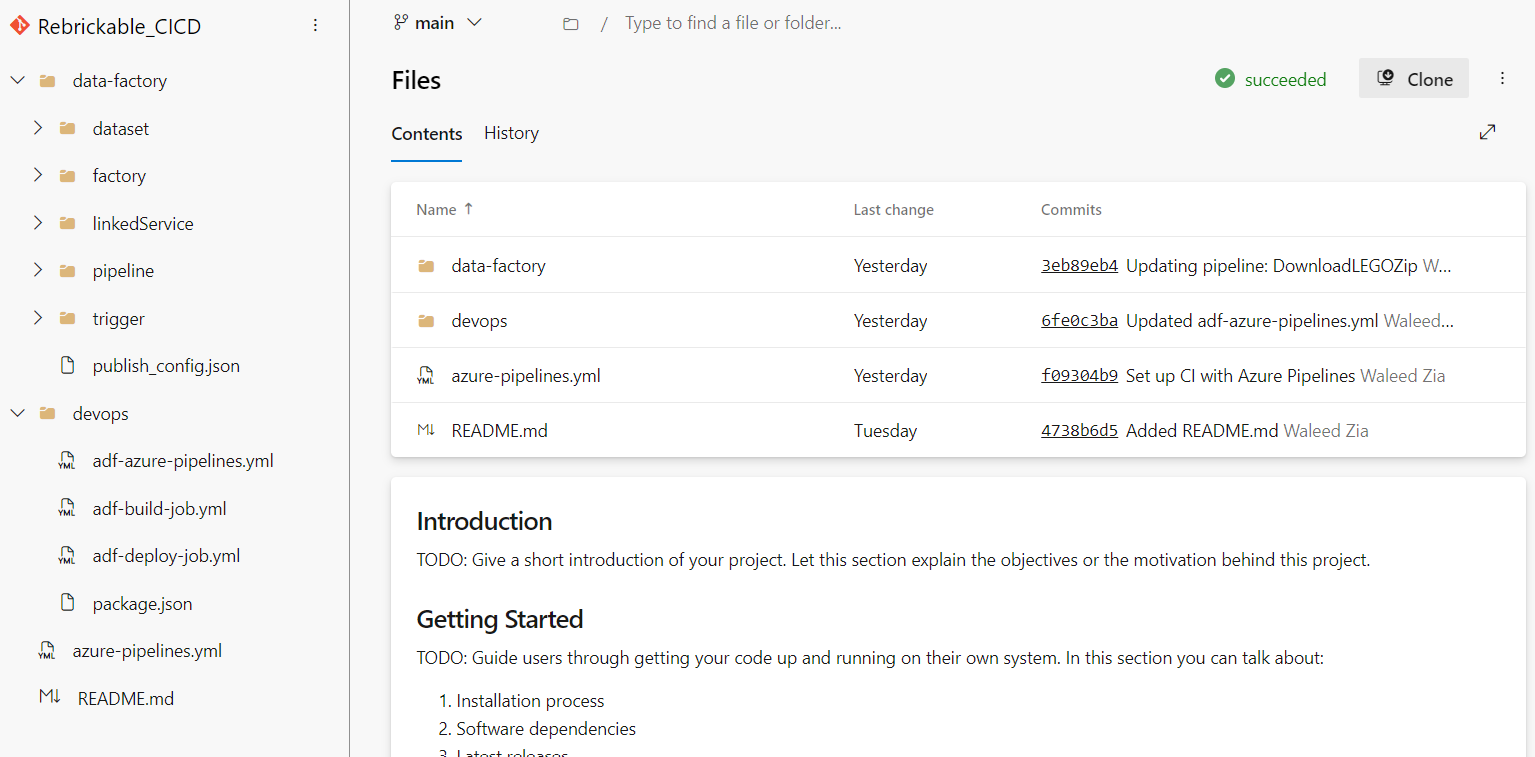 Rebrickable_CICD
data-factory
dataset
factory
linkedService
pipeline
trigger
publish_config.json
devops
YML adf-azure-pipelines.yml
YML adf-build-job.yml
YML adf-deploy-job.yml
package.json
YML azure-pipelines.yml
M↓ README.md
main / Type to find a file or folder...
Files
succeeded Clone
Contents History
Name ↑ Last change Commits
data-factory Yesterday 3eb89eb4 Updating pipeline: DownloadLEGOZip W...
devops Yesterday 6fe0c3ba Updated adf-azure-pipelines.yml Waleed...
YML azure-pipelines.yml Yesterday f09304b9 Set up CI with Azure Pipelines Waleed Zia
M↓ README.md Tuesday 4738b6d5 Added README.md Waleed Zia
Introduction
TODO: Give a short introduction of your project. Let this section explain the objectives or the motivation behind this project.
Getting Started
TODO: Guide users through getting your code up and running on their own system. In this section you can talk about:
1. Installation process
2. Software dependencies
3. Latest releases